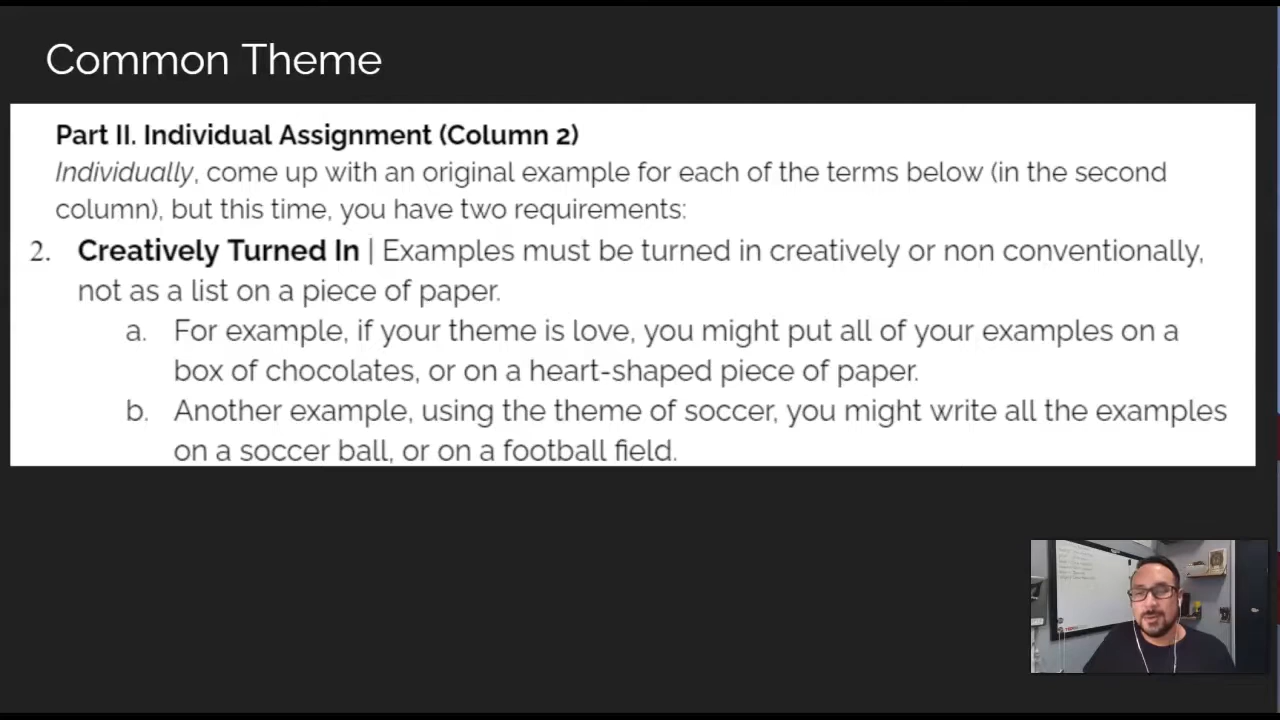 Common Theme
Part II. Individual Assignment (Column 2)
Individually, come up with an original example for each of the terms below (in the second
column), but this time, you have two requirements:
2. Creatively Turned In | Examples must be turned in creatively or non conventionally,
not as a list on a piece of paper.
a. For example, if your theme is love, you might put all of your examples on a
box of chocolates, or on a heart-shaped piece of paper.
b. Another example, using the theme of soccer, you might write all the examples
on a soccer ball, or on a football field.